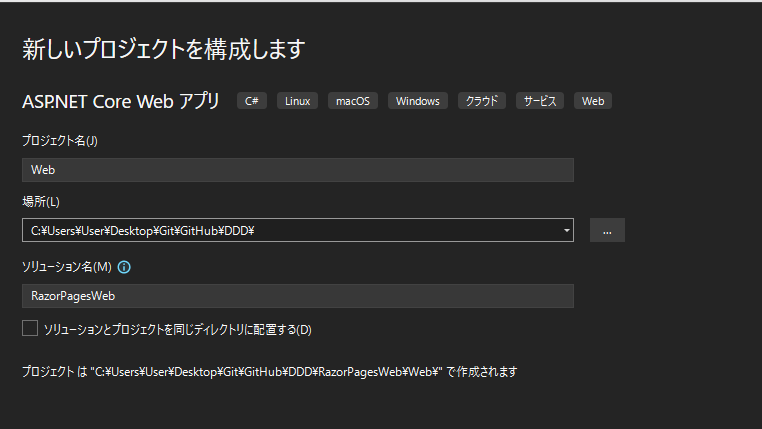 新しいプロジェクトを構成します
ASP.NET Core Web アプリ C# Linux macOS Windows クラウド サービス Web
プロジェクト名(J)
Web
場所(L)
C:¥Users¥User¥Desktop¥Git¥GitHub¥DDD¥ ...
ソリューション名(M)
RazorPagesWeb
ソリューションとプロジェクトを同じディレクトリに配置する(D)
プロジェクト は "C:¥Users¥User¥Desktop¥Git¥GitHub¥DDD¥RazorPagesWeb¥Web¥" で作成されます